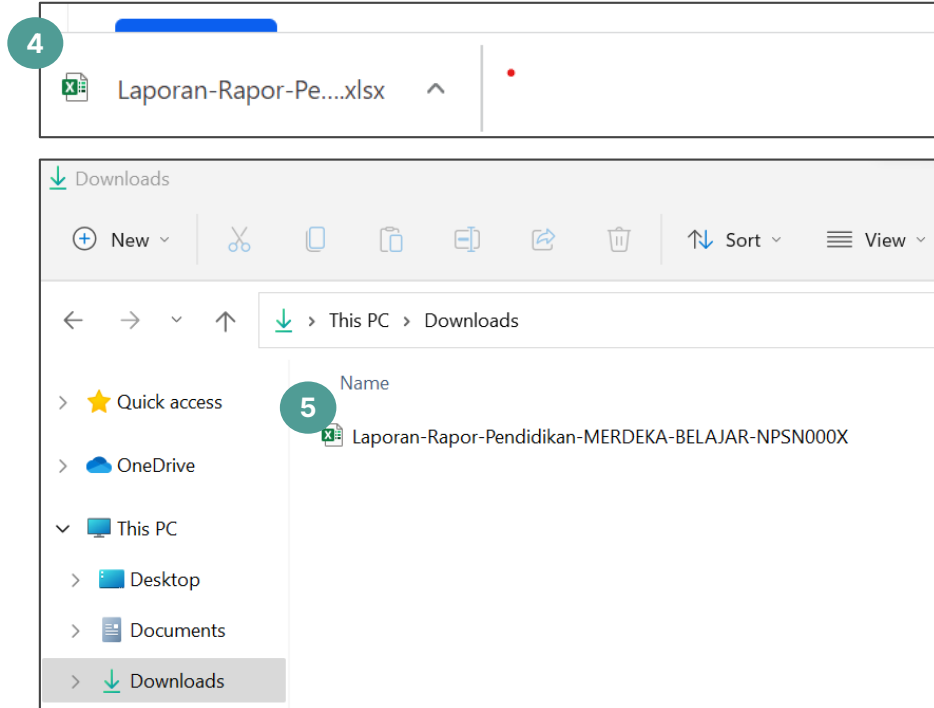 4
Laporan-Rapor-Pe....xlsx
Downloads
New
Sort
View
This PC > Downloads
Name
Quick access
5
Laporan-Rapor-Pendidikan-MERDEKA-BELAJAR-NPSN000X
OneDrive
This PC
Desktop
Documents
Downloads